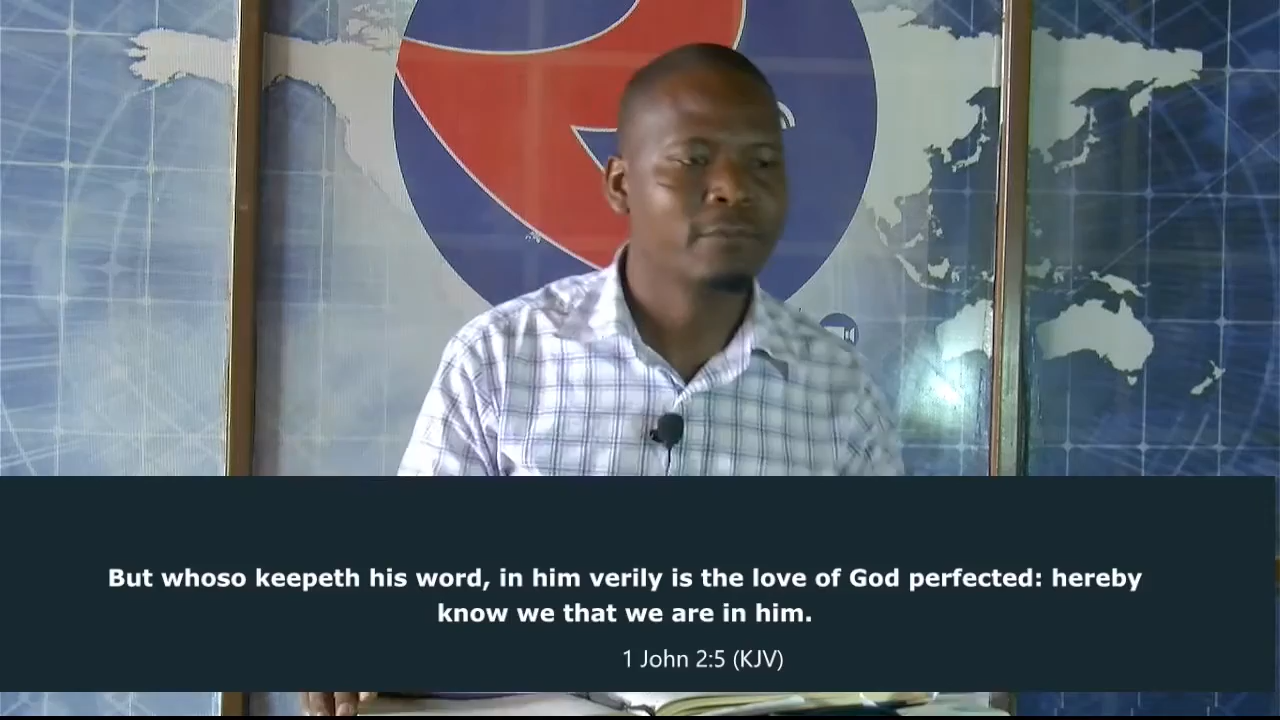 But whoso keepeth his word, in him verily is the love of God perfected: hereby
know we that we are in him.
1 John 2:5 (KJV)